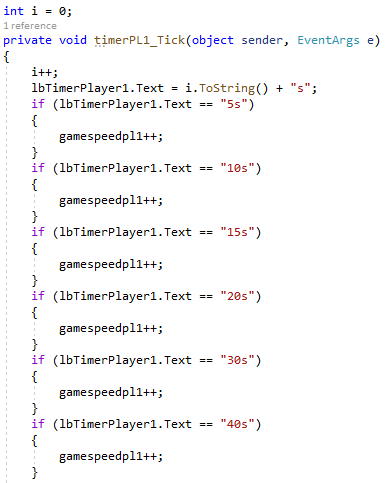 int i = 0;
1 reference
private void timerPL1_Tick(object sender, EventArgs e)
{
    i++;
    lbTimerPlayer1.Text = i.ToString() + "s";
    if (lbTimerPlayer1.Text == "5s")
    {
        gamespeedpl1++;
    }
    if (lbTimerPlayer1.Text == "10s")
    {
        gamespeedpl1++;
    }
    if (lbTimerPlayer1.Text == "15s")
    {
        gamespeedpl1++;
    }
    if (lbTimerPlayer1.Text == "20s")
    {
        gamespeedpl1++;
    }
    if (lbTimerPlayer1.Text == "30s")
    {
        gamespeedpl1++;
    }
    if (lbTimerPlayer1.Text == "40s")
    {
        gamespeedpl1++;
    }